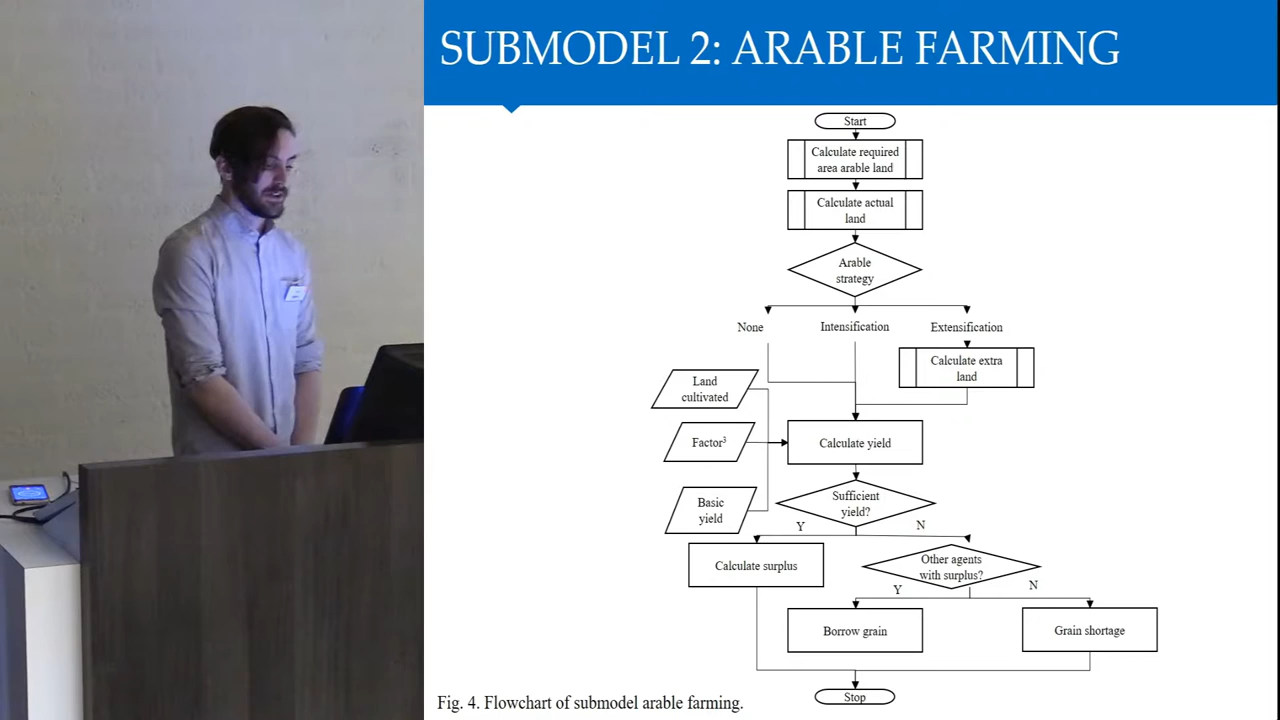 SUBMODEL 2: ARABLE FARMING
Start
Calculate required
area arable land
Calculate actual
land
Arable
strategy
None
Intensification
Extensification
Calculate extra
land
Land
cultivated
Factor³
Calculate yield
Basic
yield
Sufficient
yield?
Y
N
Calculate surplus
Other agents
with surplus?
Y
N
Borrow grain
Grain shortage
Stop
Fig. 4. Flowchart of submodel arable farming.